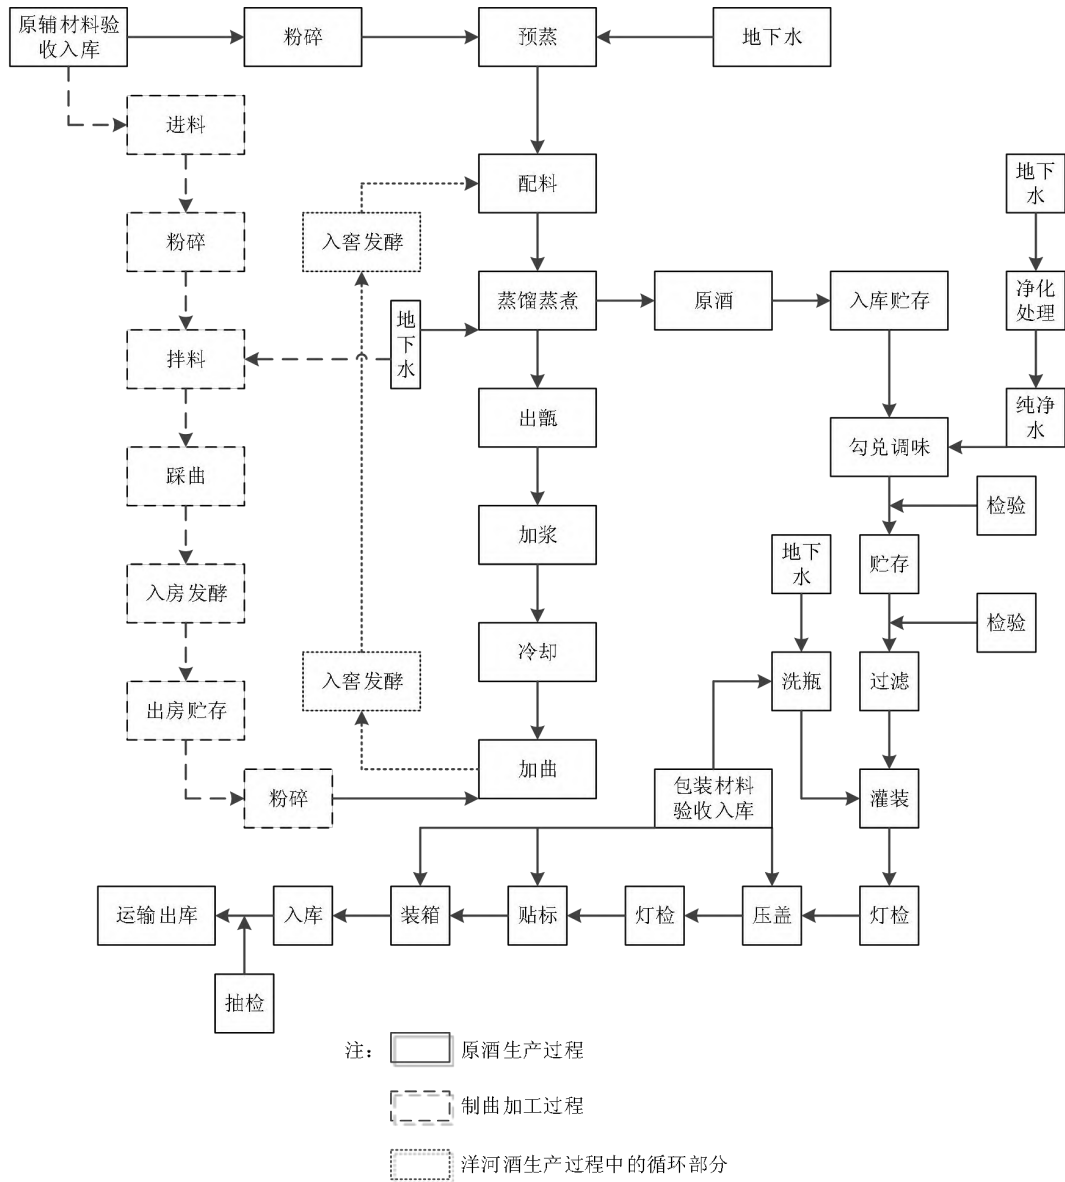 原辅材料验
收入库
粉碎
预蒸
地下水
进料
配料
地下
水
粉碎
入窖发酵
蒸馏蒸煮
原酒
入库贮存
净化
处理
拌料
地
下
水
出甑
纯净
水
勾兑调味
踩曲
检验
加浆
地下
水
贮存
入房发酵
检验
冷却
入窖发酵
洗瓶
过滤
出房贮存
加曲
粉碎
包装材料
验收入库
灌装
运输出库
入库
装箱
贴标
灯检
压盖
灯检
抽检
注：
原酒生产过程
制曲加工过程
洋河酒生产过程中的循环部分